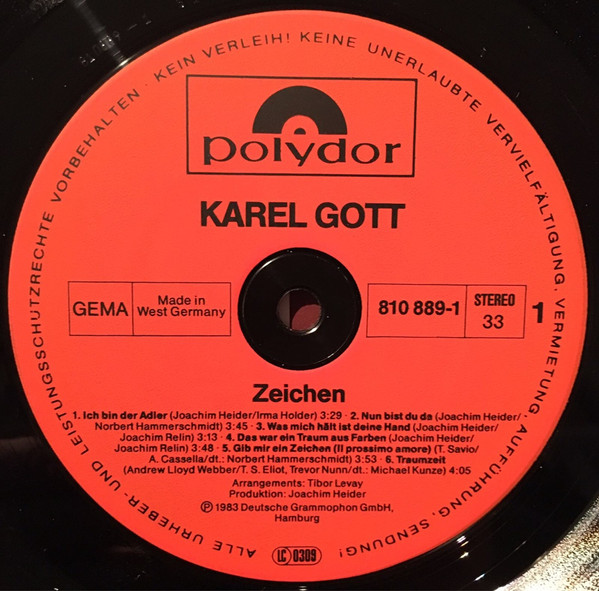 ALLE URHEBER- UND LEISTUNGSSCHUTZRECHTE VORBEHALTEN · KEIN VERLEIH! KEINE UNERLAUBTE VERVIELFÄLTIGUNG, VERMIETUNG, AUFFÜHRUNG, SENDUNG!
polydor
KAREL GOTT
GEMA
Made in
West Germany
810 889-1
STEREO
33
1
Zeichen
1. Ich bin der Adler (Joachim Heider/Irma Holder) 3:29 · 2. Nun bist du da (Joachim Heider/
Norbert Hammerschmidt) 3:45 · 3. Was mich hält ist deine Hand (Joachim Heider/
Joachim Relin) 3:13 · 4. Das war ein Traum aus Farben (Joachim Heider/
Joachim Relin) 3:48 · 5. Gib mir ein Zeichen (Il prossimo amore) (T. Savio/
A. Cassella/dt.: Norbert Hammerschmidt) 3:53 · 6. Traumzeit
(Andrew Lloyd Webber/T. S. Eliot, Trevor Nunn/dt.: Michael Kunze) 4:05
Arrangements: Tibor Levay
Produktion: Joachim Heider
Ⓟ 1983 Deutsche Grammophon GmbH,
Hamburg
LC 0309